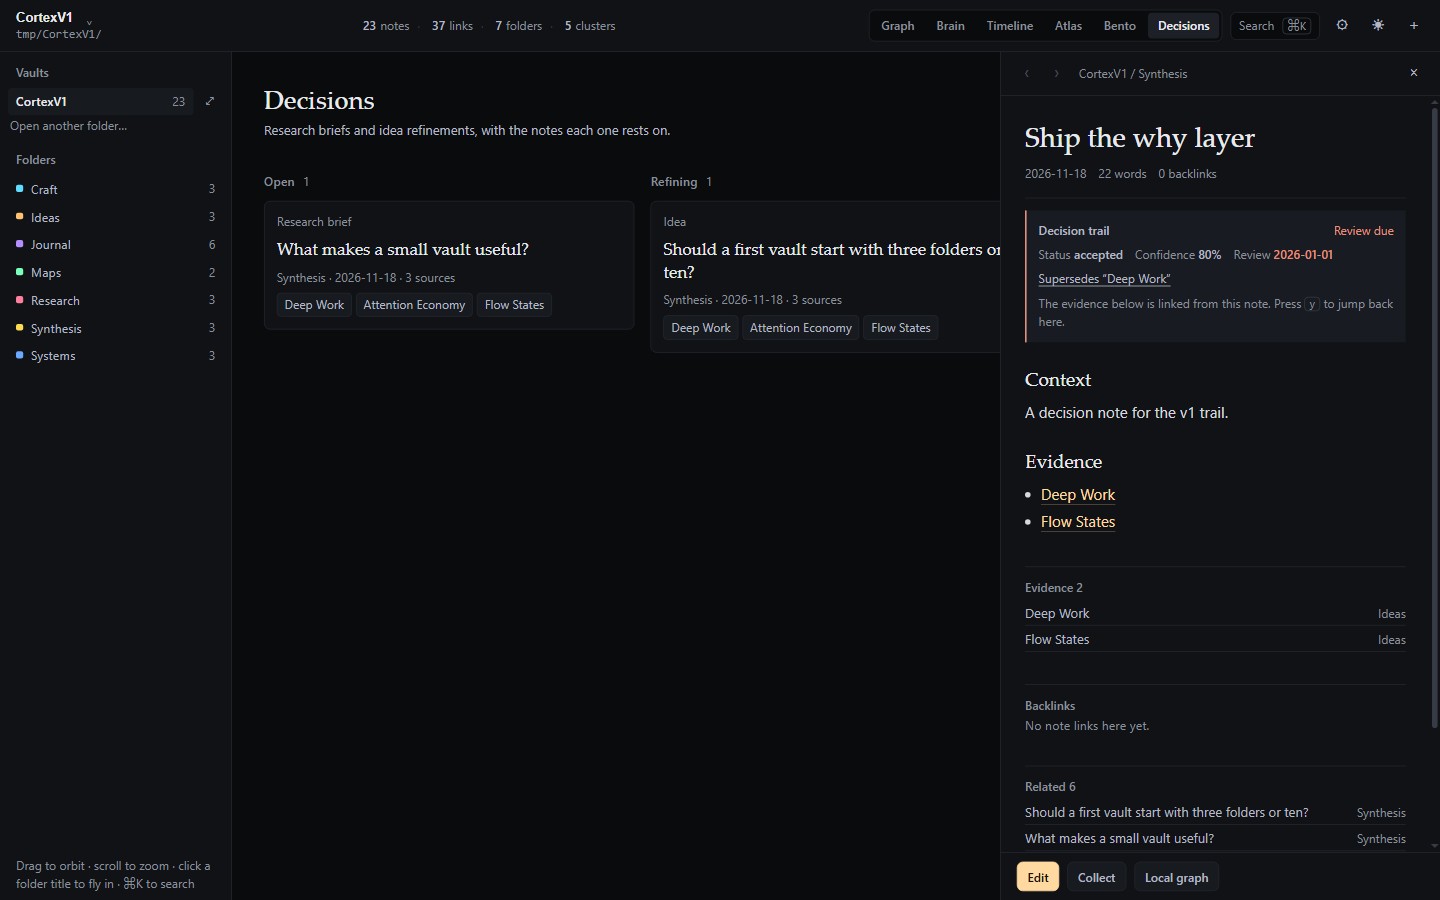 CortexV1
tmp/CortexV1/
23 notes · 37 links · 7 folders · 5 clusters
Graph Brain Timeline Atlas Bento Decisions
Search ⌘K
Vaults
CortexV1 23
Open another folder...
Folders
Craft 3
Ideas 3
Journal 6
Maps 2
Research 3
Synthesis 3
Systems 3
Drag to orbit · scroll to zoom · click a
folder title to fly in · ⌘K to search
Decisions
Research briefs and idea refinements, with the notes each one rests on.
Open 1
Research brief
What makes a small vault useful?
Synthesis · 2026-11-18 · 3 sources
Deep Work Attention Economy Flow States
Refining 1
Idea
Should a first vault start with three folders or
ten?
Synthesis · 2026-11-18 · 3 sources
Deep Work Attention Economy Flow States
CortexV1 / Synthesis
Ship the why layer
2026-11-18 22 words 0 backlinks
Decision trail Review due
Status accepted Confidence 80% Review 2026-01-01
Supersedes “Deep Work”
The evidence below is linked from this note. Press y to jump back
here.
Context
A decision note for the v1 trail.
Evidence
• Deep Work
• Flow States
Evidence 2
Deep Work Ideas
Flow States Ideas
Backlinks
No note links here yet.
Related 6
Should a first vault start with three folders or ten? Synthesis
What makes a small vault useful? Synthesis
Edit Collect Local graph